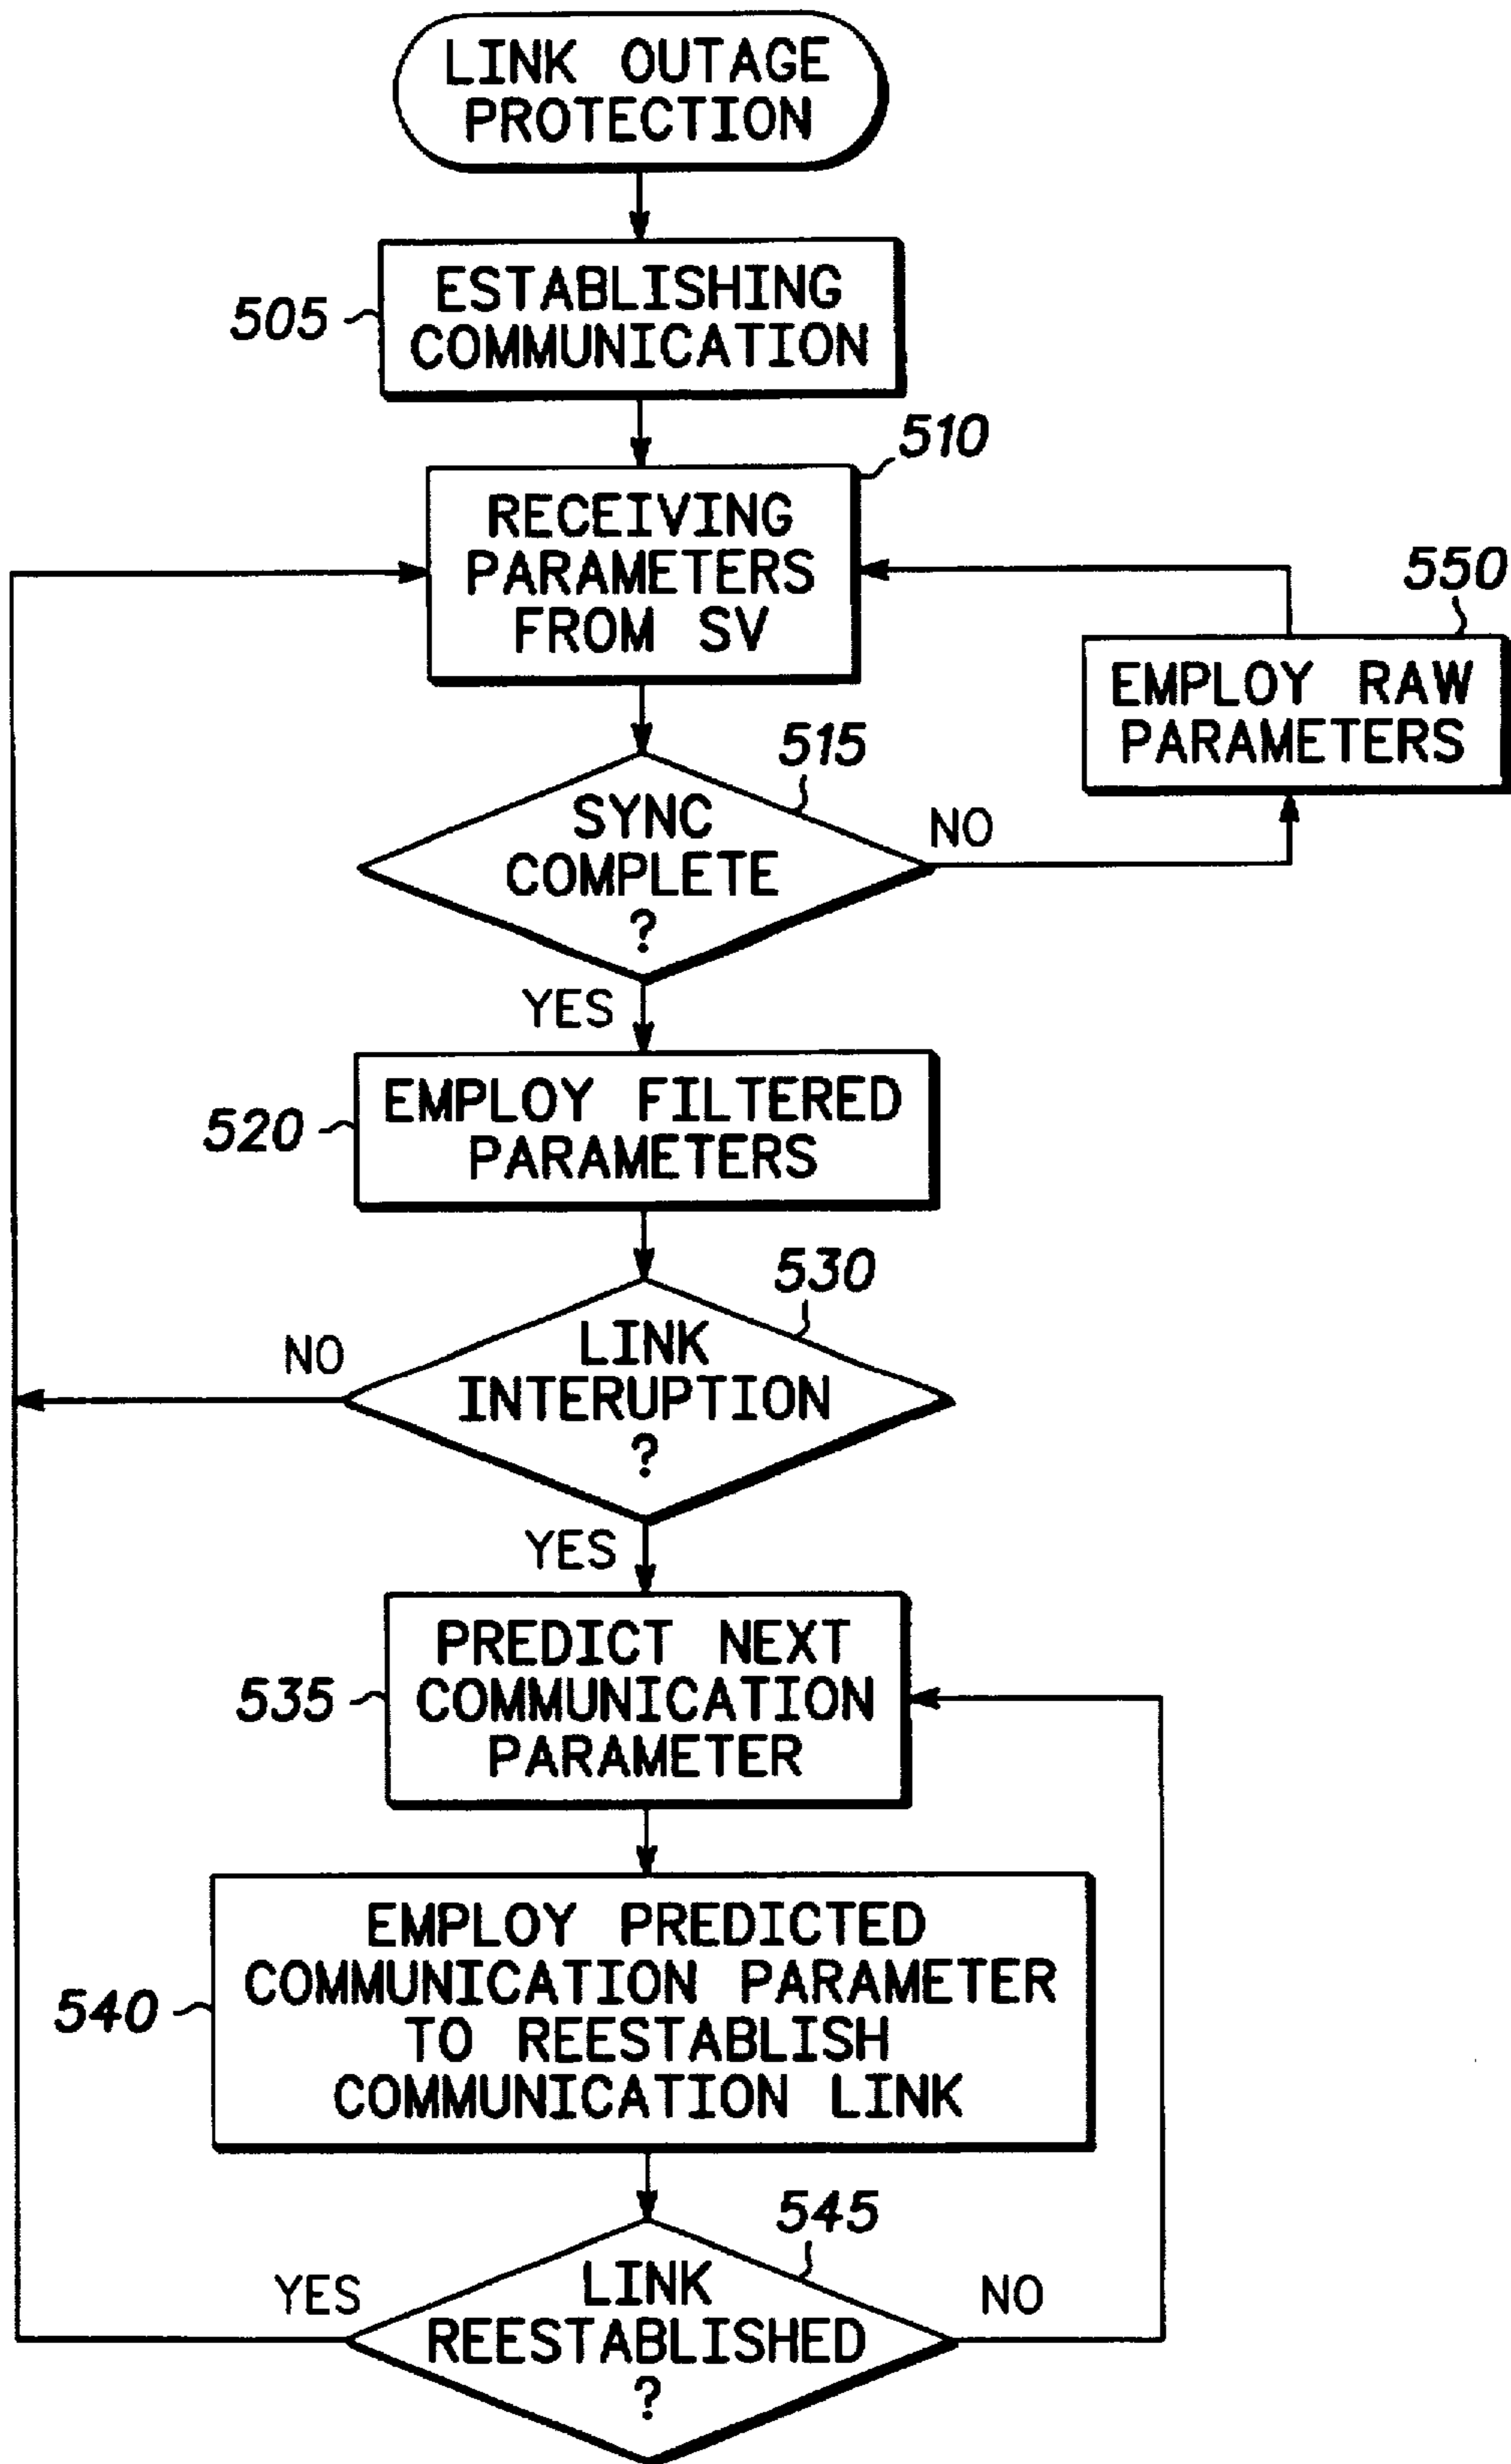 LINK OUTAGE
PROTECTION
ESTABLISHING
COMMUNICATION
505
510
RECEIVING
PARAMETERS
FROM SV
550
EMPLOY RAW
PARAMETERS
515
SYNC
COMPLETE
?
NO
YES
EMPLOY FILTERED
PARAMETERS
520
530
LINK
INTERUPTION
?
NO
YES
PREDICT NEXT
COMMUNICATION
PARAMETER
535
EMPLOY PREDICTED
COMMUNICATION PARAMETER
TO REESTABLISH
COMMUNICATION LINK
540
545
LINK
REESTABLISHED
?
YES
NO